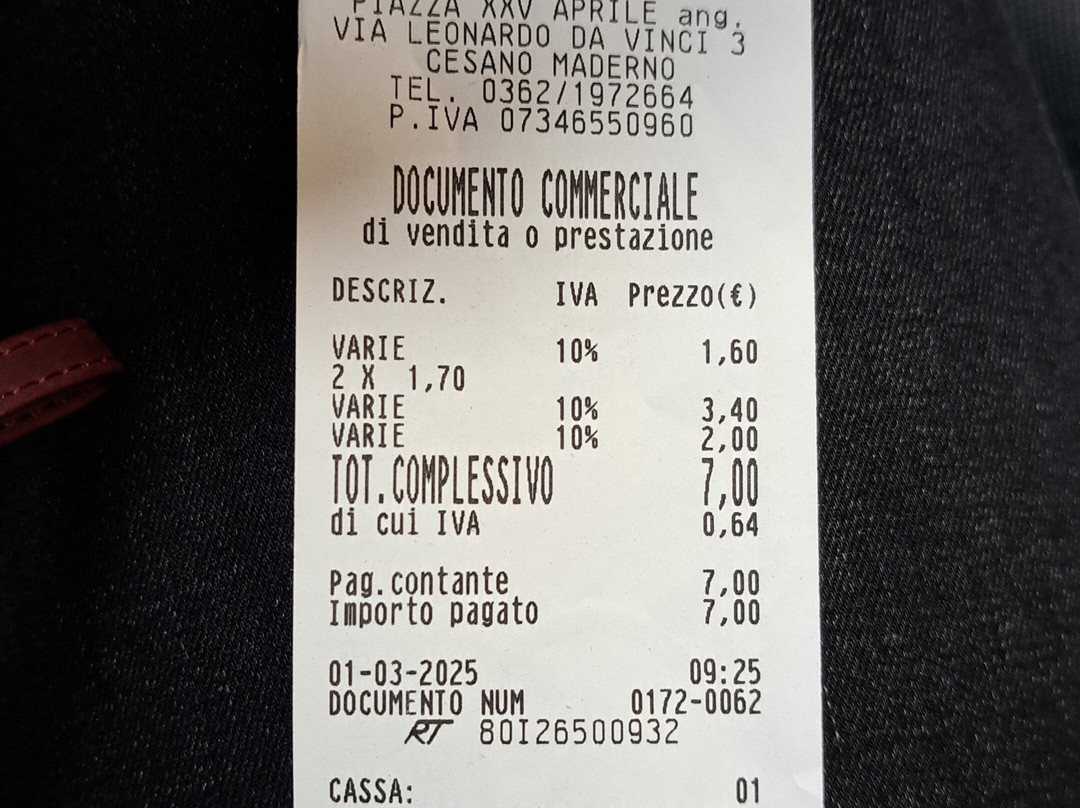 PIAZZA XXV APRILE ang.
VIA LEONARDO DA VINCI 3
CESANO MADERNO
TEL. 0362/1972664
P.IVA 07346550960
DOCUMENTO COMMERCIALE
di vendita o prestazione
DESCRIZ. IVA Prezzo(€)
VARIE 10% 1,60
2 X 1,70
VARIE 10% 3,40
VARIE 10% 2,00
TOT.COMPLESSIVO 7,00
di cui IVA 0,64
Pag.contante 7,00
Importo pagato 7,00
01-03-2025 09:25
DOCUMENTO NUM 0172-0062
RT 80I26500932
CASSA: 01